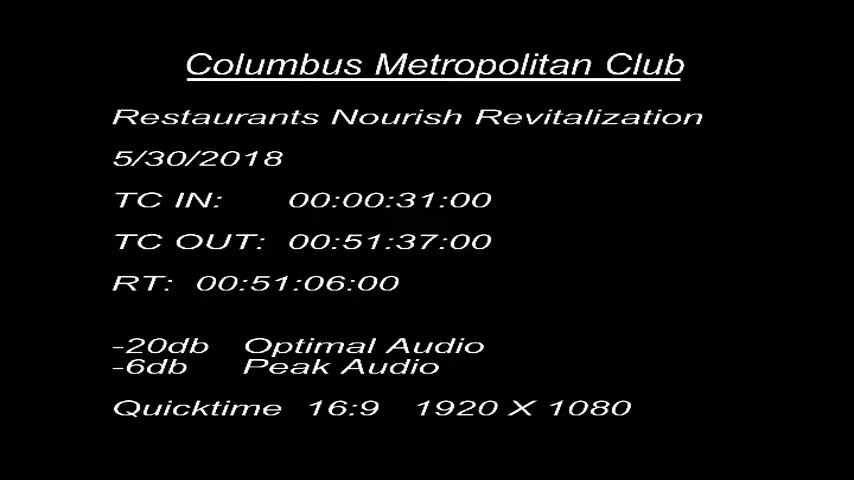 Columbus Metropolitan Club
Restaurants Nourish Revitalization
5/30/2018
TC IN: 00:00:31:00
TC OUT: 00:51:37:00
RT: 00:51:06:00
-20db Optimal Audio
-6db Peak Audio
Quicktime 16:9 1920 X 1080